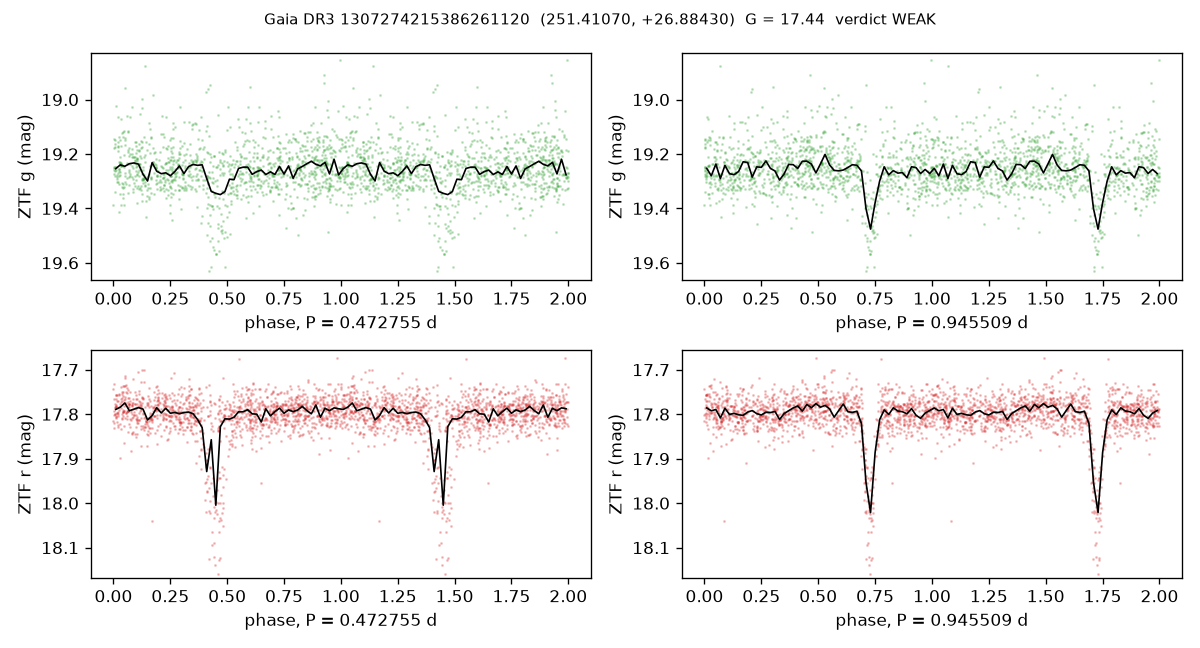 Gaia DR3 1307274215386261120  (251.41070, +26.88430)  G = 17.44  verdict WEAK
ZTF g (mag)
19.0
19.2
19.4
19.6
0.00 0.25 0.50 0.75 1.00 1.25 1.50 1.75 2.00
phase, P = 0.472755 d
ZTF g (mag)
19.0
19.2
19.4
19.6
0.00 0.25 0.50 0.75 1.00 1.25 1.50 1.75 2.00
phase, P = 0.945509 d
ZTF r (mag)
17.7
17.8
17.9
18.0
18.1
0.00 0.25 0.50 0.75 1.00 1.25 1.50 1.75 2.00
phase, P = 0.472755 d
ZTF r (mag)
17.7
17.8
17.9
18.0
18.1
0.00 0.25 0.50 0.75 1.00 1.25 1.50 1.75 2.00
phase, P = 0.945509 d